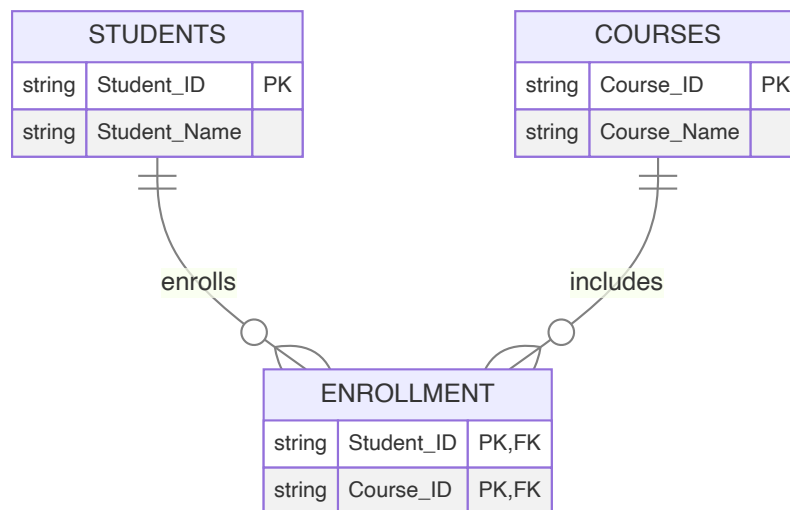 STUDENTS
string Student_ID PK
string Student_Name
COURSES
string Course_ID PK
string Course_Name
enrolls
includes
ENROLLMENT
string Student_ID PK,FK
string Course_ID PK,FK